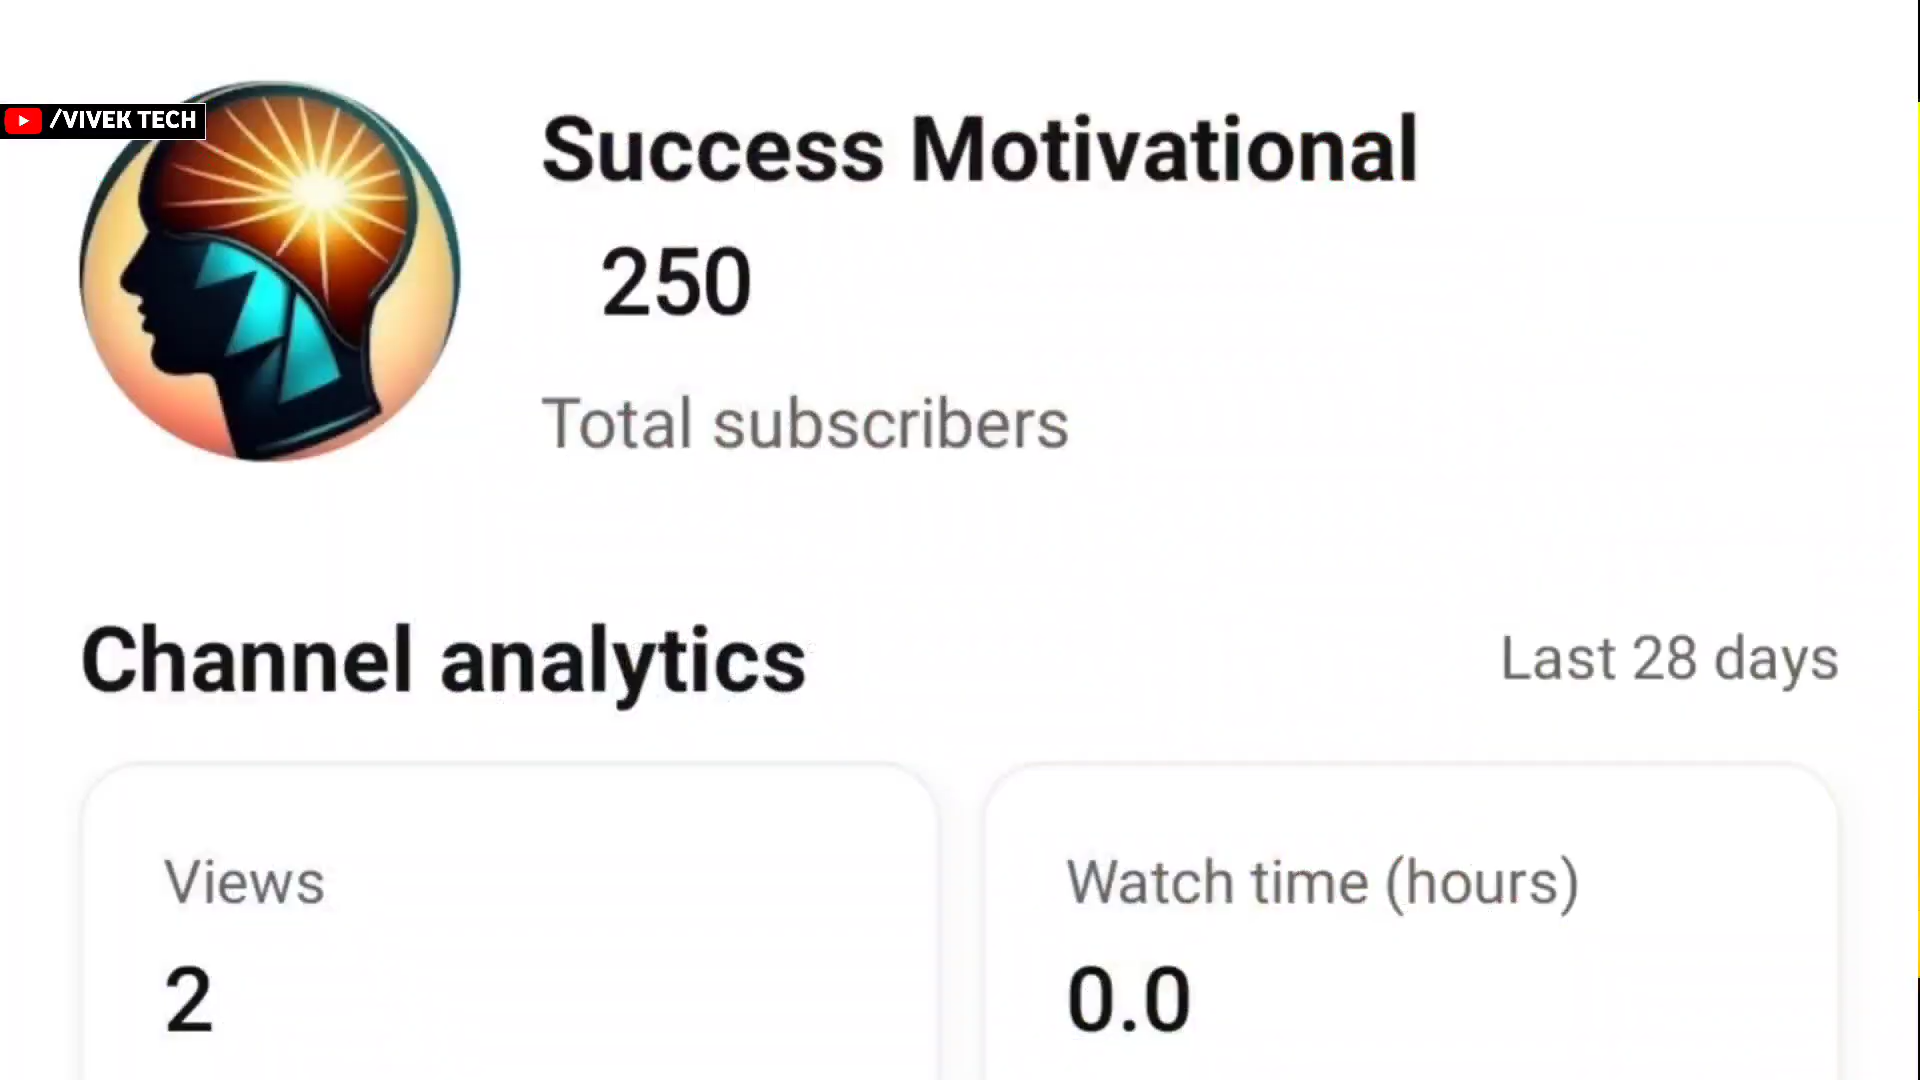 /VIVEK TECH
Success Motivational
250
Total subscribers
Channel analytics
Last 28 days
Views
Watch time (hours)
2
0.0